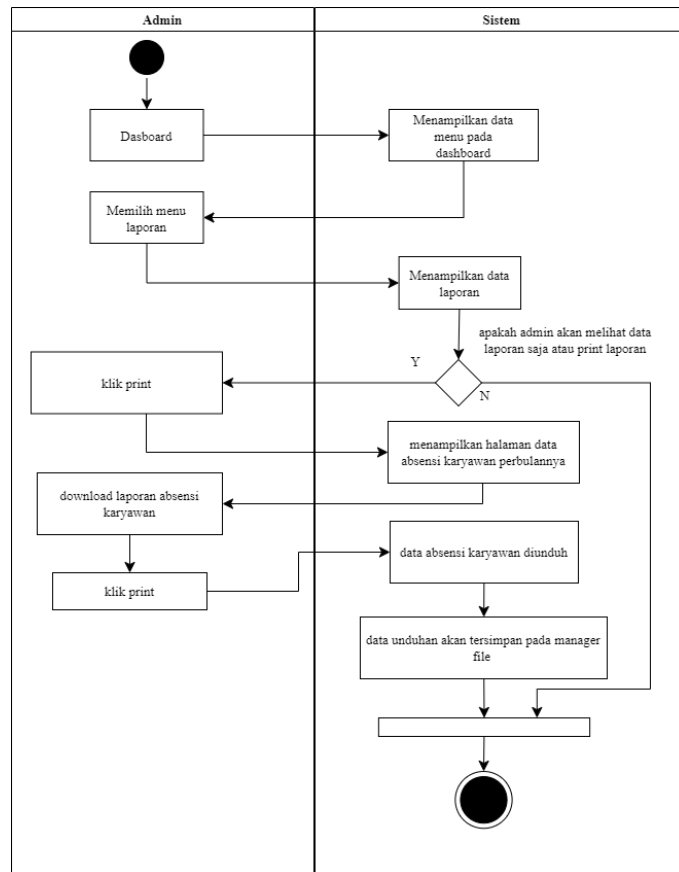 Admin
Sistem
Dasboard
Menampilkan data
menu pada
dashboard
Memilih menu
laporan
Menampilkan data
laporan
apakah admin akan melihat data
laporan saja atau print laporan
Y
N
klik print
menampilkan halaman data
absensi karyawan perbulannya
download laporan absensi
karyawan
data absensi karyawan diunduh
klik print
data unduhan akan tersimpan pada manager
file